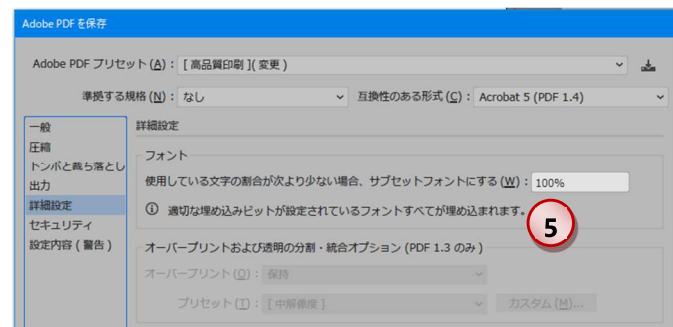 Adobe PDF を保存
Adobe PDF プリセット (A) : [ 高品質印刷 ]( 変更 )
準拠する規格 (N) : なし 互換性のある形式 (C) : Acrobat 5 (PDF 1.4)
一般
圧縮
トンボと裁ち落とし
出力
詳細設定
セキュリティ
設定内容 ( 警告 )
詳細設定
フォント
使用している文字の割合が次より少ない場合、サブセットフォントにする (W) : 100%
適切な埋め込みビットが設定されているフォントすべてが埋め込まれます。
5
オーバープリントおよび透明の分割・統合オプション (PDF 1.3 のみ )
オーバープリント (O) : 保持
プリセット (T) : [ 中解像度 ] カスタム (M)...